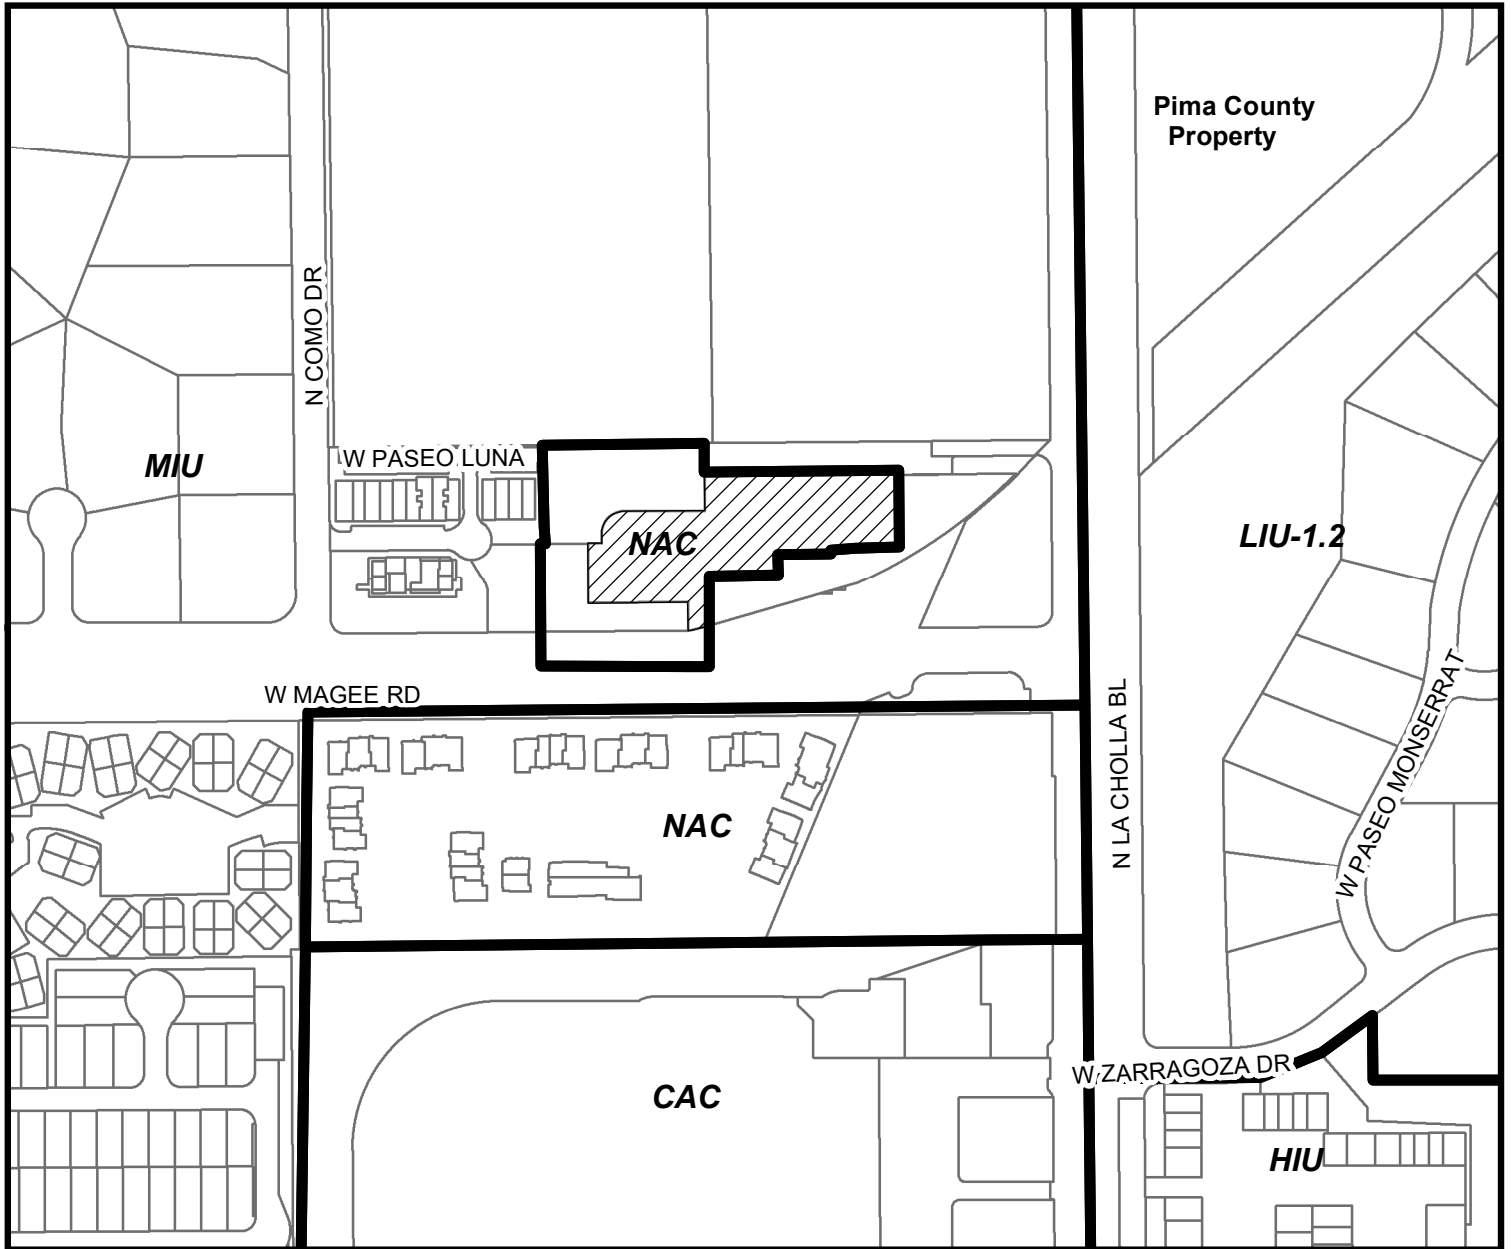 Pima County
Property
N COMO DR
MIU
W PASEO LUNA
NAC
LIU-1.2
W MAGEE RD
N LA CHOLLA BL
W PASEO MONSERRAT
NAC
W ZARRAGOZA DR
CAC
HIU